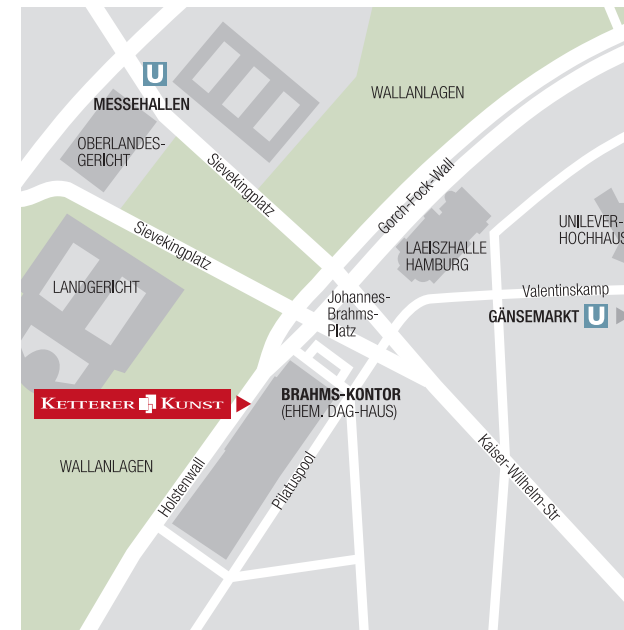 U
MESSEHALLEN
WALLANLAGEN
OBERLANDES-
GERICHT
Sievekingplatz
Gorch-Fock-Wall
Sievekingplatz
UNILEVER-
HOCHHAUS
LAEISZHALLE
HAMBURG
LANDGERICHT
Johannes-
Brahms-
Platz
Valentinskamp
GÄNSEMARKT U
BRAHMS-KONTOR
(EHEM. DAG-HAUS)
KETTERER KUNST
WALLANLAGEN
Holstenwall
Pilatuspool
Kaiser-Wilhelm-Str